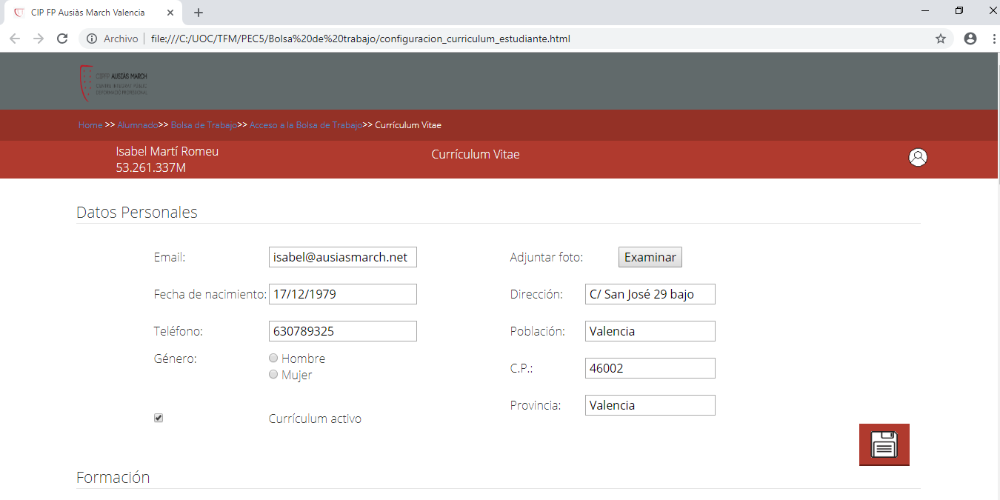 CIP FP Ausiàs March Valencia
Archivo file:///C:/UOC/TFM/PEC5/Bolsa%20de%20trabajo/configuracion_curriculum_estudiante.html
CIPFP AUSIÀS MARCH
CENTRE INTEGRAT PÚBLIC
DE FORMACIÓ PROFESSIONAL
Home >> Alumnado>> Bolsa de Trabajo>> Acceso a la Bolsa de Trabajo>> Currículum Vitae
Isabel Martí Romeu
53.261.337M
Currículum Vitae
Datos Personales
Email: isabel@ausiasmarch.net
Adjuntar foto: Examinar
Fecha de nacimiento: 17/12/1979
Dirección: C/ San José 29 bajo
Teléfono: 630789325
Población: Valencia
Género: Hombre
Mujer
C.P.: 46002
Provincia: Valencia
Currículum activo
Formación